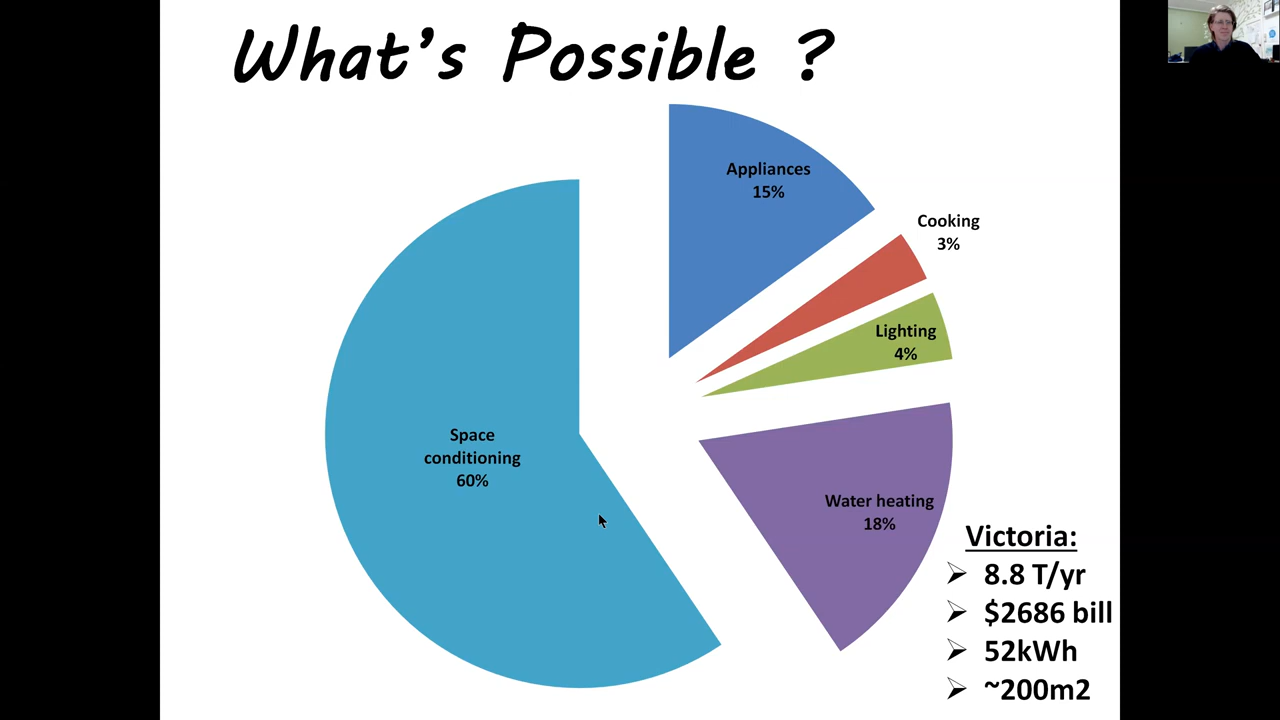 What's Possible ?
Appliances
15%
Cooking
3%
Lighting
4%
Space
conditioning
60%
Water heating
18%
Victoria:
➢ 8.8 T/yr
➢ $2686 bill
➢ 52kWh
➢ ~200m2